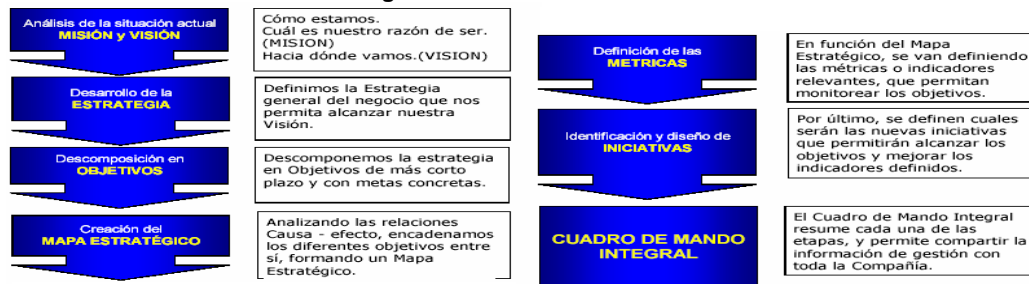 Análisis de la situación actual
MISIÓN y VISIÓN
Cómo estamos.
Cuál es nuestro razón de ser.
(MISION)
Hacia dónde vamos.(VISION)
Desarrollo de la
ESTRATEGIA
Definimos la Estrategia
general del negocio que nos
permita alcanzar nuestra
Visión.
Descomposición en
OBJETIVOS
Descomponemos la estrategia
en Objetivos de más corto
plazo y con metas concretas.
Creación del
MAPA ESTRATÉGICO
Analizando las relaciones
Causa - efecto, encadenamos
los diferentes objetivos entre
sí, formando un Mapa
Estratégico.
Definición de las
METRICAS
En función del Mapa
Estratégico, se van definiendo
las métricas o indicadores
relevantes, que permitan
monitorear los objetivos.
Identificación y diseño de
INICIATIVAS
Por último, se definen cuales
serán las nuevas iniciativas
que permitirán alcanzar los
objetivos y mejorar los
indicadores definidos.
CUADRO DE MANDO
INTEGRAL
El Cuadro de Mando Integral
resume cada una de las
etapas, y permite compartir la
información de gestión con
toda la Compañía.